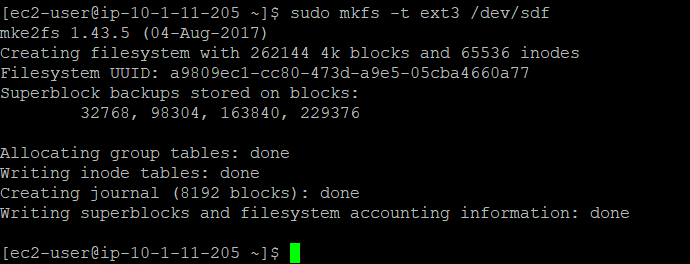 [ec2-user@ip-10-1-11-205 ~]$ sudo mkfs -t ext3 /dev/sdf
mke2fs 1.43.5 (04-Aug-2017)
Creating filesystem with 262144 4k blocks and 65536 inodes
Filesystem UUID: a9809ec1-cc80-473d-a9e5-05cba4660a77
Superblock backups stored on blocks:
32768, 98304, 163840, 229376
Allocating group tables: done
Writing inode tables: done
Creating journal (8192 blocks): done
Writing superblocks and filesystem accounting information: done
[ec2-user@ip-10-1-11-205 ~]$